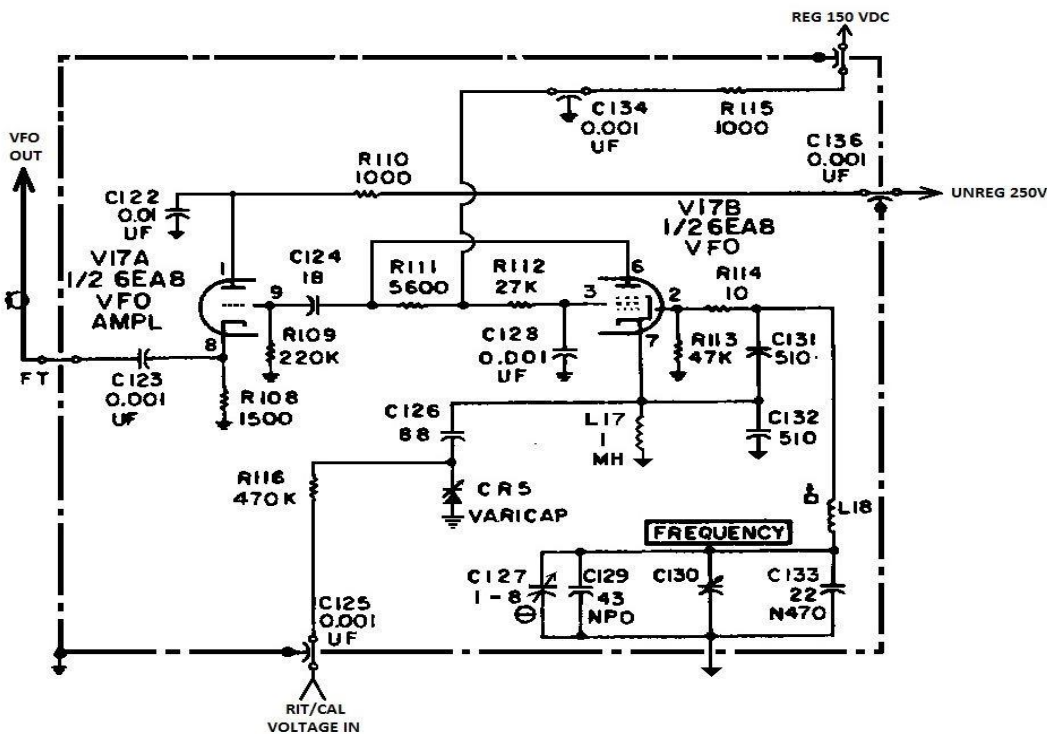 REG 150 VDC
C134
0.001
UF
R115
1000
VFO
OUT
R110
1000
C136
0.001
UF
C122
0.01
UF
UNREG 250V
V17B
1/2 6EA8
VFO
V17A
1/2 6EA8
VFO
AMPL
1
C124
18
R111
5600
R112
27K
6
R114
10
9
3
2
8
7
R109
220K
C128
0.001
UF
R113
47K
C131
510
FT
C123
0.001
UF
R108
1500
C126
88
L17
1
MH
C132
510
R116
470K
CR5
VARICAP
L18
FREQUENCY
C127
1-8
C129
43
NPO
C130
C133
22
N470
C125
0.001
UF
RIT/CAL
VOLTAGE IN